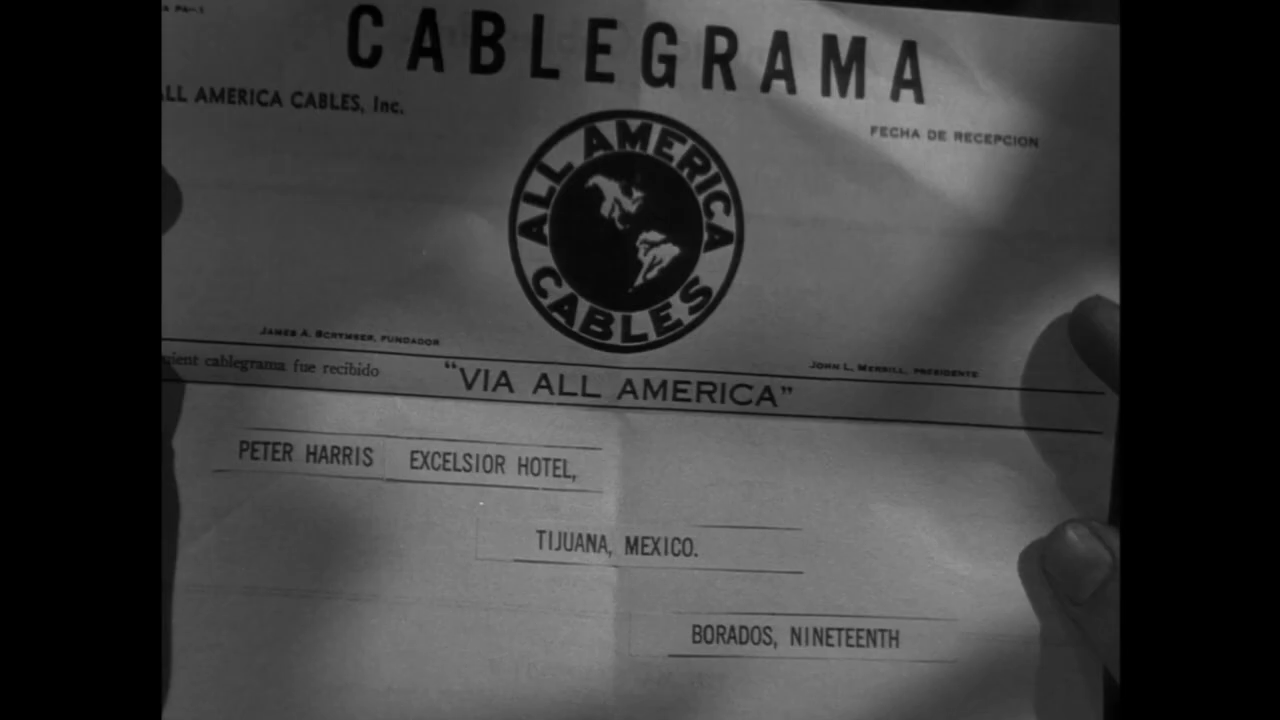 CABLEGRAMA
ALL AMERICA CABLES, Inc.
FECHA DE RECEPCION
ALL AMERICA
CABLES
JAMES A. SCRYMSER, FUNDADOR
JOHN L. MERRILL, PRESIDENTE
uient cablegrama fue recibido
"VIA ALL AMERICA"
PETER HARRIS EXCELSIOR HOTEL,
TIJUANA, MEXICO.
BORADOS, NINETEENTH